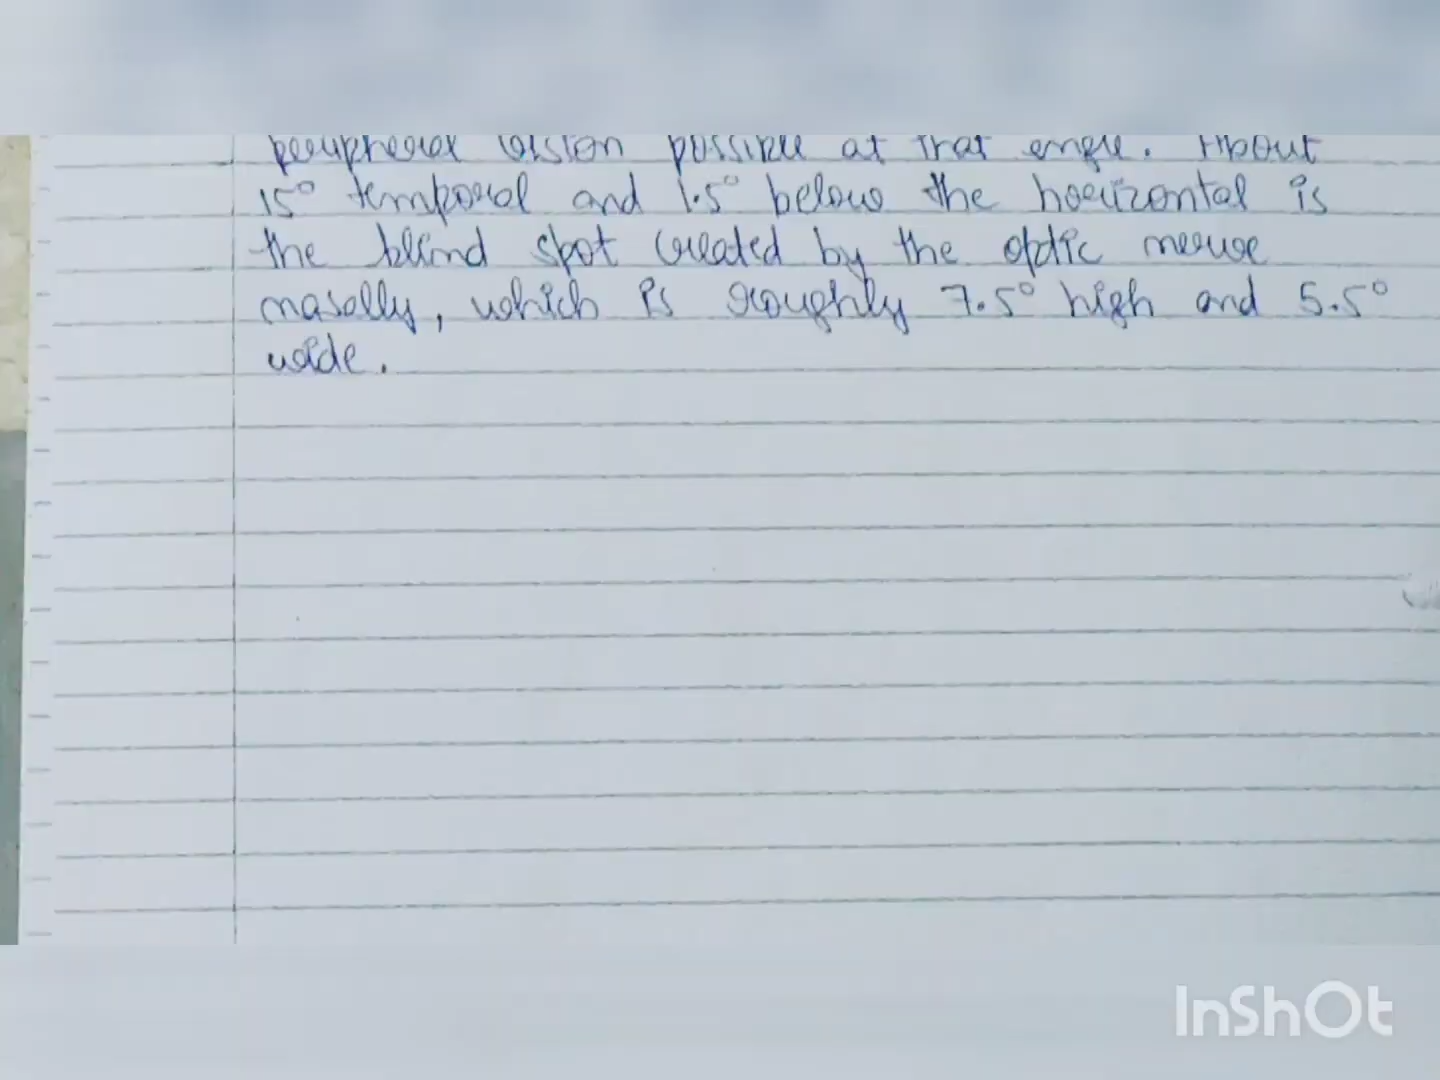 peripheral vision possible at that angle. About
15° temporal and 1.5° below the horizontal is
the blind spot created by the optic nerve
nasally, which is roughly 7.5° high and 5.5°
wide.
InShOt